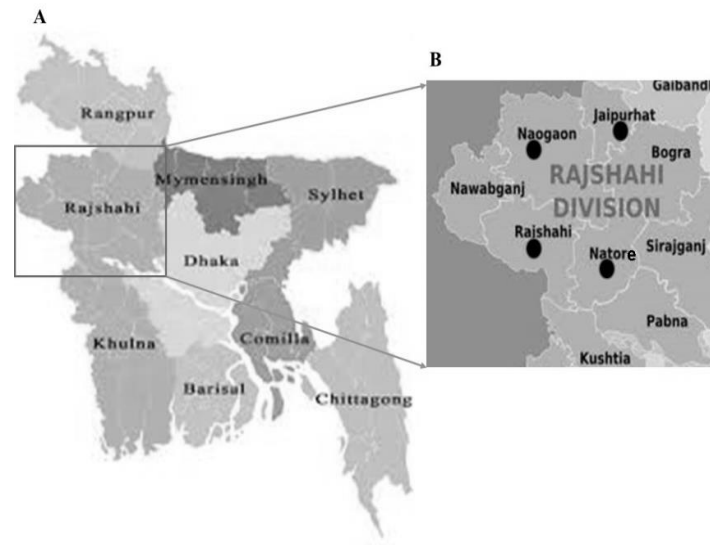 A
Rangpur
Mymensingh
Rajshahi
Sylhet
Dhaka
Khulna
Comilla
Barisal
Chittagong
B
Gaibandl
Jaipurhat
Naogaon
Bogra
Nawabganj
RAJSHAHI
DIVISION
Rajshahi
Natore
Sirajganj
Pabna
Kushtia